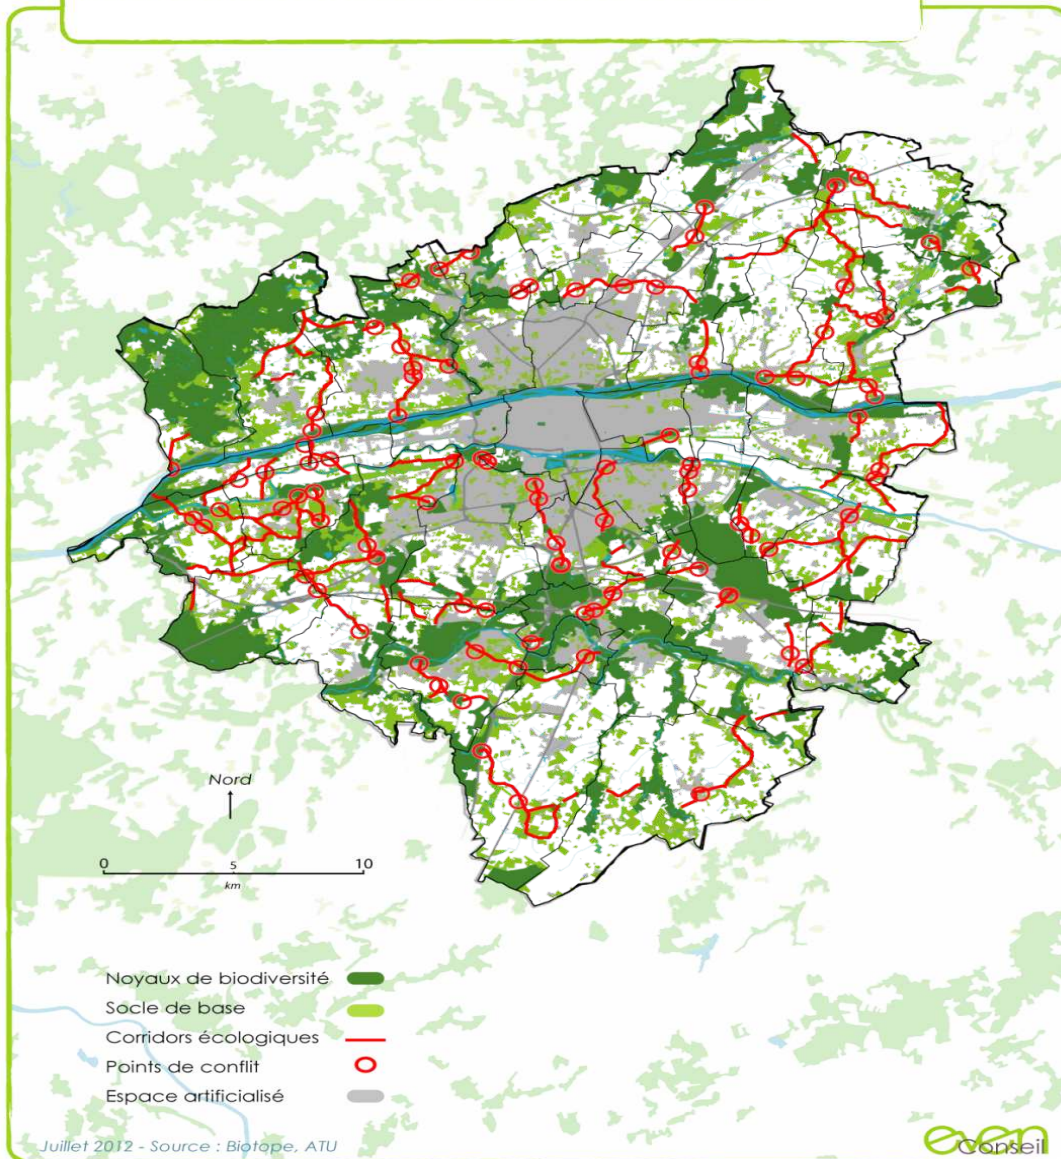 Nord
0 5 10
km
Noyaux de biodiversité
Socle de base
Corridors écologiques
Points de conflit
Espace artificialisé
Juillet 2012 - Source : Biotope, ATU
even
Conseil